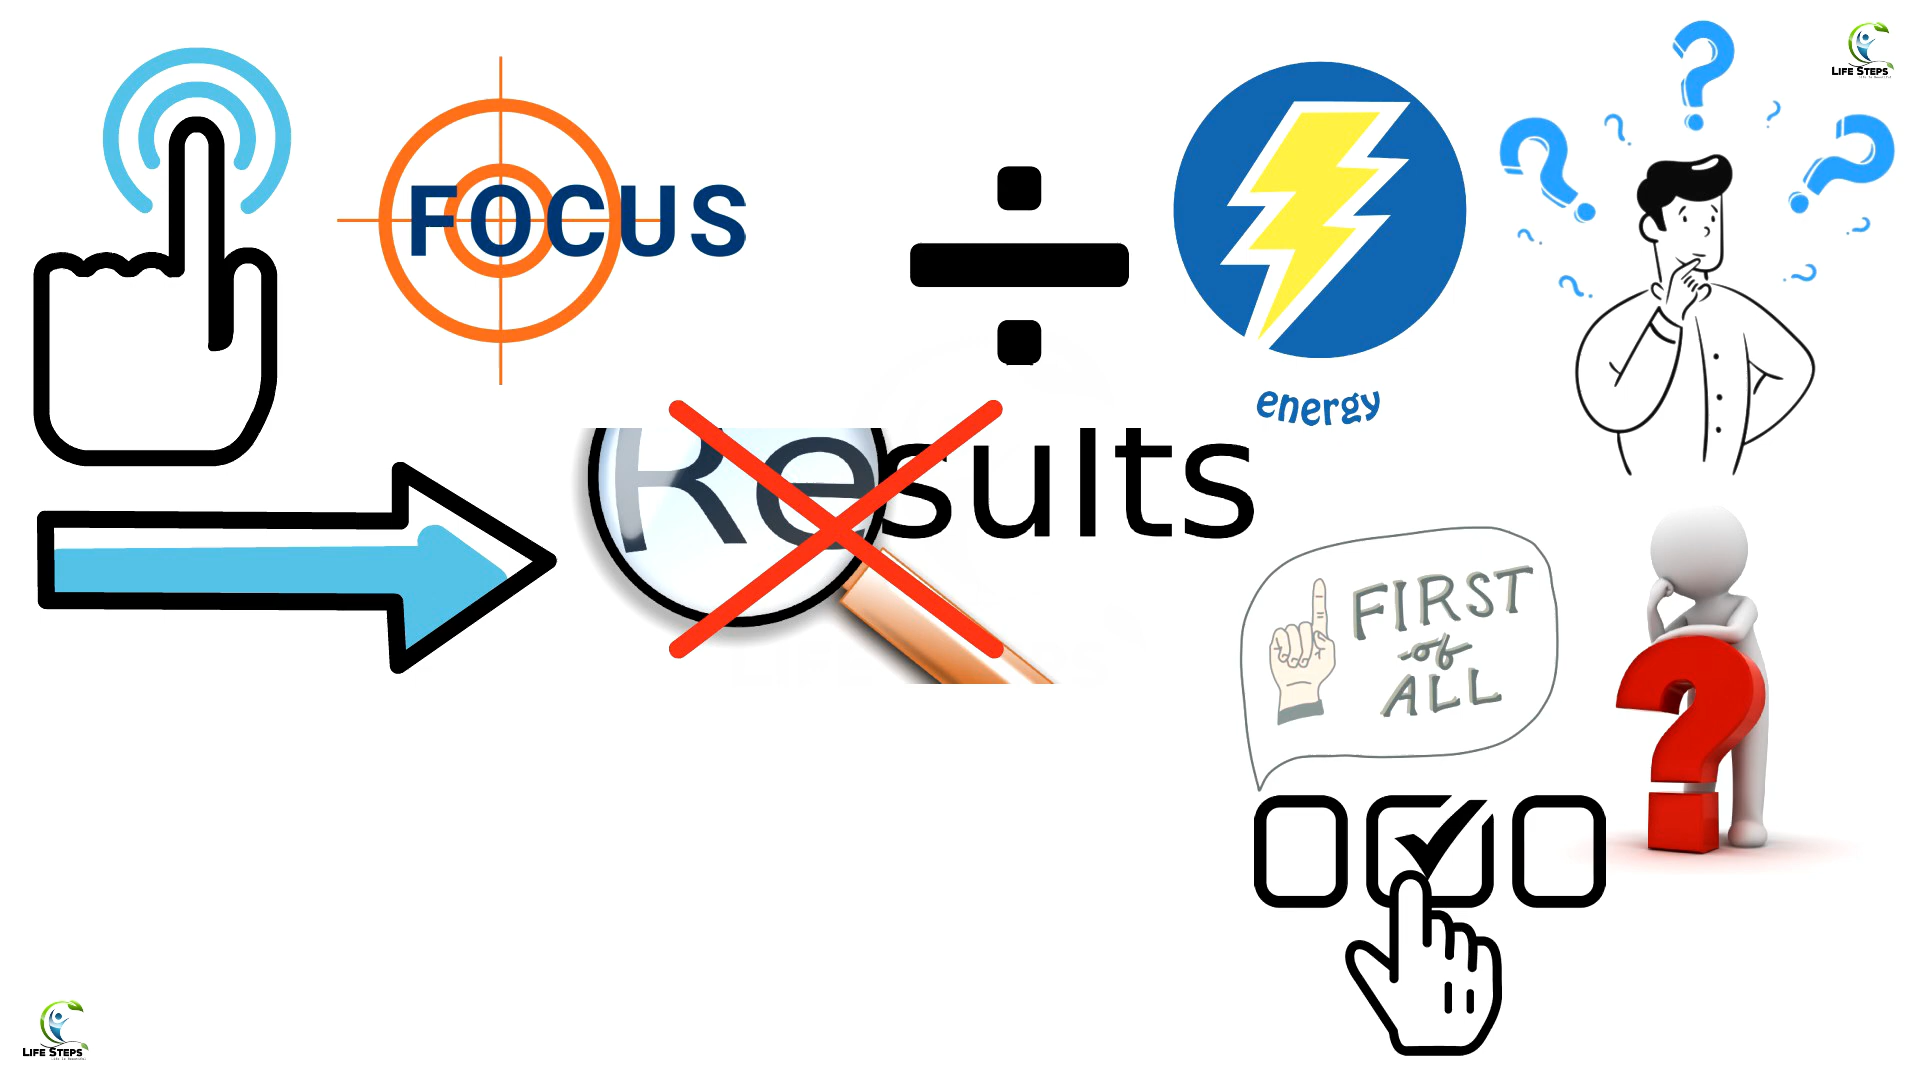 LIFE STEPS
FOCUS
energy
Results
FIRST
of
ALL
LIFE STEPS